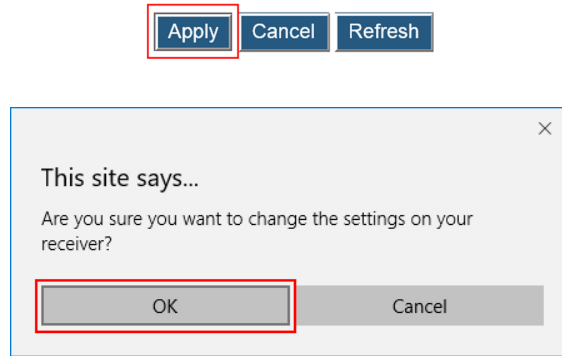 Apply Cancel Refresh
This site says...
Are you sure you want to change the settings on your
receiver?
OK Cancel